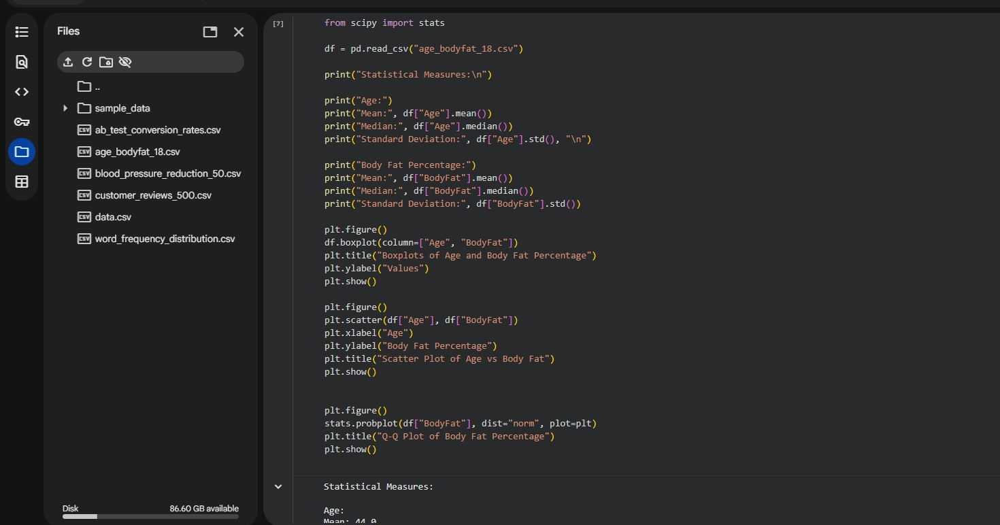 Files
..
sample_data
ab_test_conversion_rates.csv
age_bodyfat_18.csv
blood_pressure_reduction_50.csv
customer_reviews_500.csv
data.csv
word_frequency_distribution.csv
Disk
86.60 GB available
[7]
from scipy import stats
df = pd.read_csv("age_bodyfat_18.csv")
print("Statistical Measures:\n")
print("Age:")
print("Mean:", df["Age"].mean())
print("Median:", df["Age"].median())
print("Standard Deviation:", df["Age"].std(), "\n")
print("Body Fat Percentage:")
print("Mean:", df["BodyFat"].mean())
print("Median:", df["BodyFat"].median())
print("Standard Deviation:", df["BodyFat"].std())
plt.figure()
df.boxplot(column=["Age", "BodyFat"])
plt.title("Boxplots of Age and Body Fat Percentage")
plt.ylabel("Values")
plt.show()
plt.figure()
plt.scatter(df["Age"], df["BodyFat"])
plt.xlabel("Age")
plt.ylabel("Body Fat Percentage")
plt.title("Scatter Plot of Age vs Body Fat")
plt.show()
plt.figure()
stats.probplot(df["BodyFat"], dist="norm", plot=plt)
plt.title("Q-Q Plot of Body Fat Percentage")
plt.show()
Statistical Measures:
Age:
Mean: 44.0